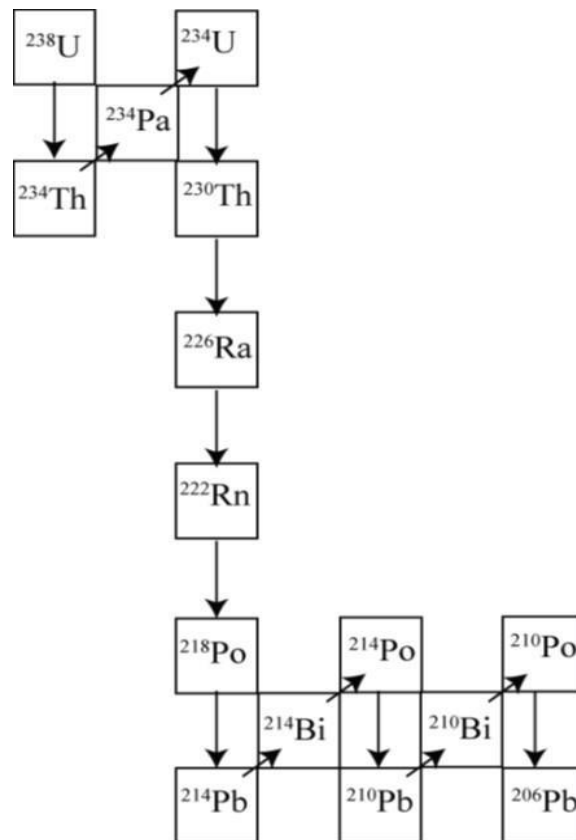 ²³⁸U ²³⁴U
²³⁴Pa
²³⁴Th ²³⁰Th
²²⁶Ra
²²²Rn
²¹⁸Po ²¹⁴Po ²¹⁰Po
²¹⁴Bi ²¹⁰Bi
²¹⁴Pb ²¹⁰Pb ²⁰⁶Pb